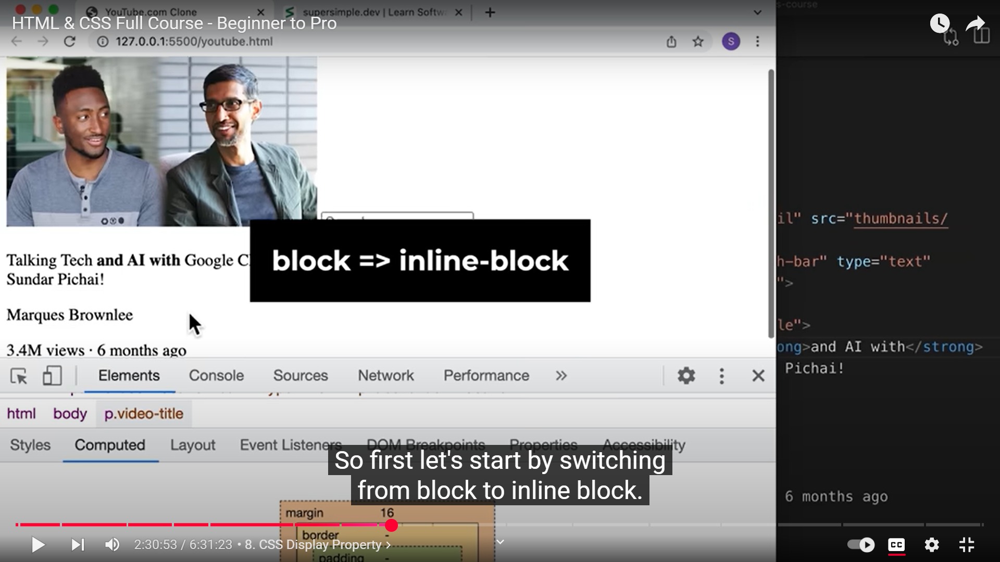 YouTube.com Clone
supersimple.dev | Learn Softw
s-course
HTML & CSS Full Course - Beginner to Pro
127.0.0.1:5500/youtube.html
S
il" src="thumbnails/
block => inline-block
Talking Tech and AI with Google C
Sundar Pichai!
h-bar" type="text"
">
Marques Brownlee
le">
3.4M views · 6 months ago
ong>and AI with</strong>
Pichai!
Elements Console Sources Network Performance »
html body p.video-title
Styles Computed Layout Event Listeners DOM Breakpoints Properties Accessibility
So first let's start by switching
from block to inline block.
6 months ago
margin 16
border -
2:30:53 / 6:31:23 • 8. CSS Display Property >
CC
padding -